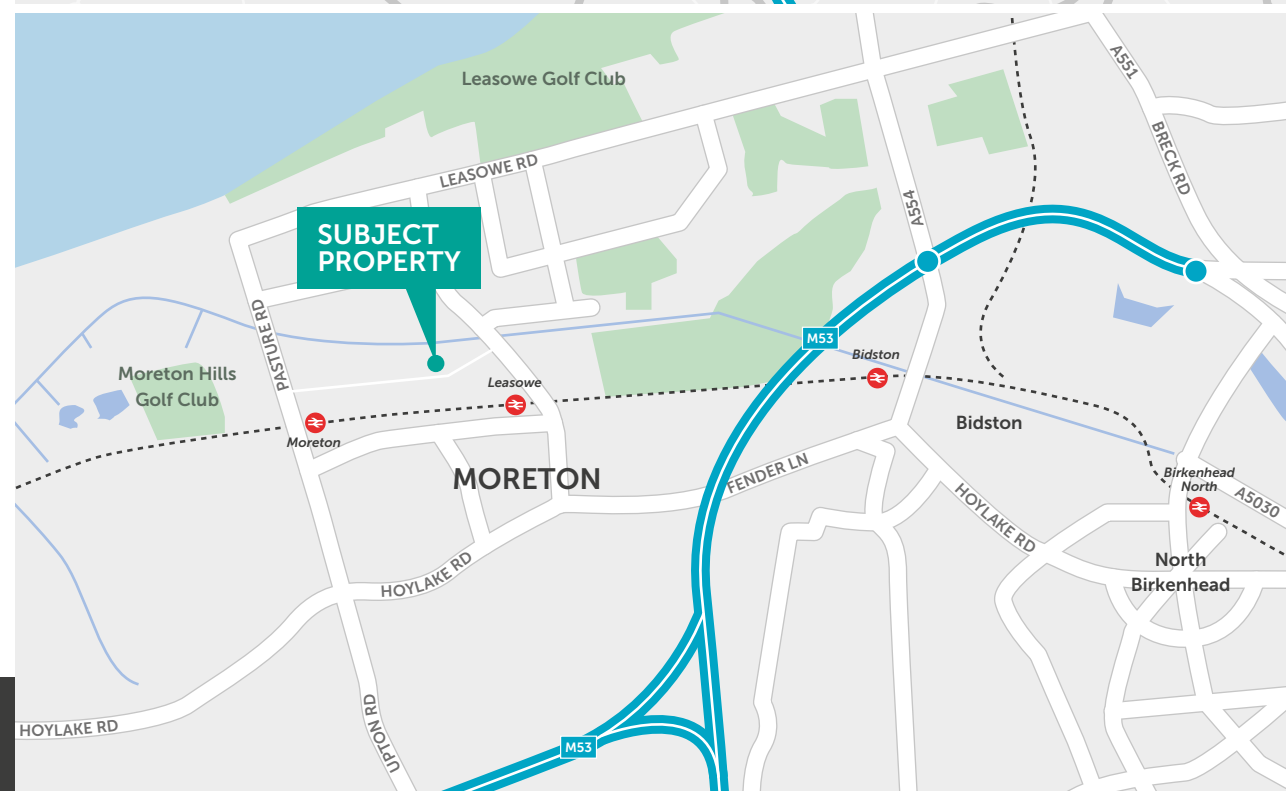 Leasowe Golf Club
A551
BRECK RD
LEASOWE RD
A554
SUBJECT
PROPERTY
PASTURE RD
M53
Bidston
Moreton Hills
Golf Club
Leasowe
Moreton
Bidston
MORETON
FENDER LN
HOYLAKE RD
Birkenhead
North
A5030
North
Birkenhead
HOYLAKE RD
HOYLAKE RD
UPTON RD
M53